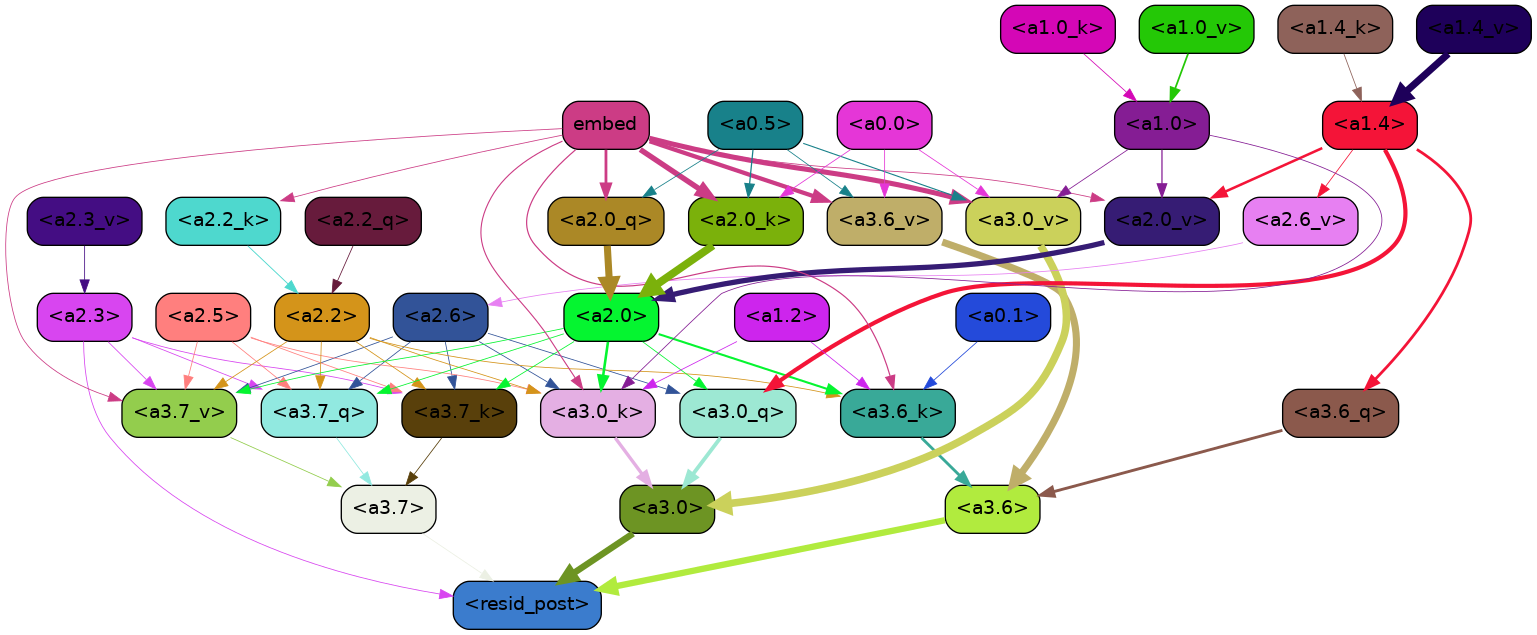 <a1.0_k> <a1.0_v> <a1.4_k> <a1.4_v>
embed <a0.5> <a0.0> <a1.0> <a1.4>
<a2.3_v> <a2.2_k> <a2.2_q> <a2.0_q> <a2.0_k> <a3.6_v> <a3.0_v> <a2.0_v> <a2.6_v>
<a2.3> <a2.5> <a2.2> <a2.6> <a2.0> <a1.2> <a0.1>
<a3.7_v> <a3.7_q> <a3.7_k> <a3.0_k> <a3.0_q> <a3.6_k> <a3.6_q>
<a3.7> <a3.0> <a3.6>
<resid_post>